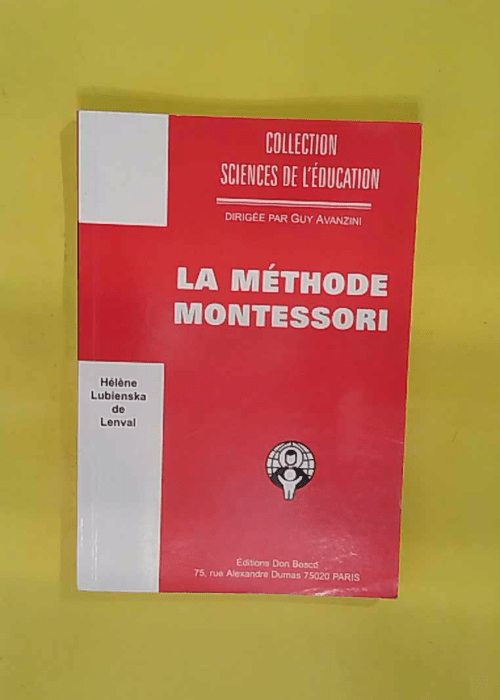 COLLECTION
SCIENCES DE L'ÉDUCATION
DIRIGÉE PAR GUY AVANZINI
LA MÉTHODE
MONTESSORI
Hélène
Lubienska
de
Lenval
Éditions Don Bosco
75, rue Alexandre Dumas 75020 PARIS